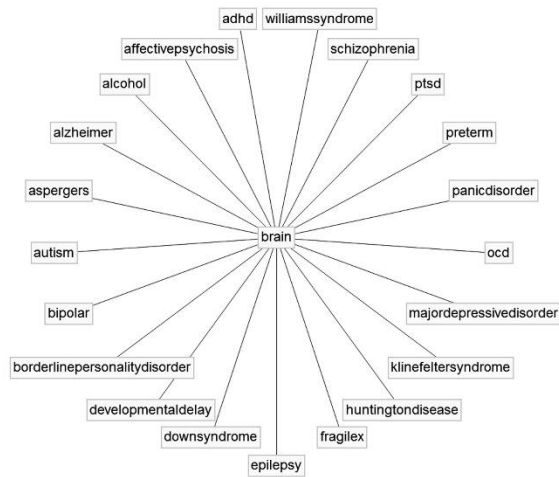 adhd
williamssyndrome
affectivepsychosis
schizophrenia
alcohol
ptsd
alzheimer
preterm
aspergers
panicdisorder
brain
autism
ocd
bipolar
majordepressivedisorder
borderlinepersonalitydisorder
klinefeltersyndrome
developmentaldelay
huntingtondisease
downsyndrome
fragilex
epilepsy